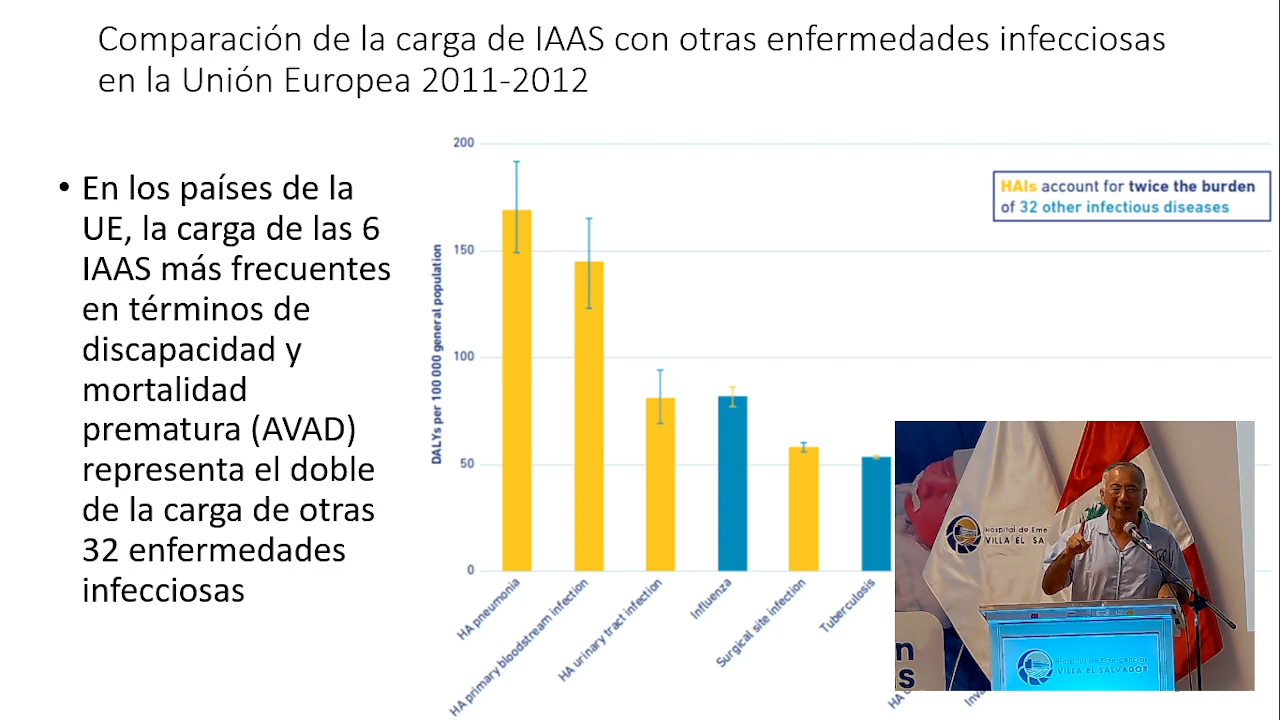 Comparación de la carga de IAAS con otras enfermedades infecciosas
en la Unión Europea 2011-2012
• En los países de la
UE, la carga de las 6
IAAS más frecuentes
en términos de
discapacidad y
mortalidad
prematura (AVAD)
representa el doble
de la carga de otras
32 enfermedades
infecciosas
DALYs per 100 000 general population
200
150
100
50
0
HAIs account for twice the burden
of 32 other infectious diseases
HA pneumonia
HA primary bloodstream infection
HA urinary tract infection
Influenza
Surgical site infection
Tuberculosis
Hospital de
VILLA EL
Hospital de
VILLA EL SALVADOR